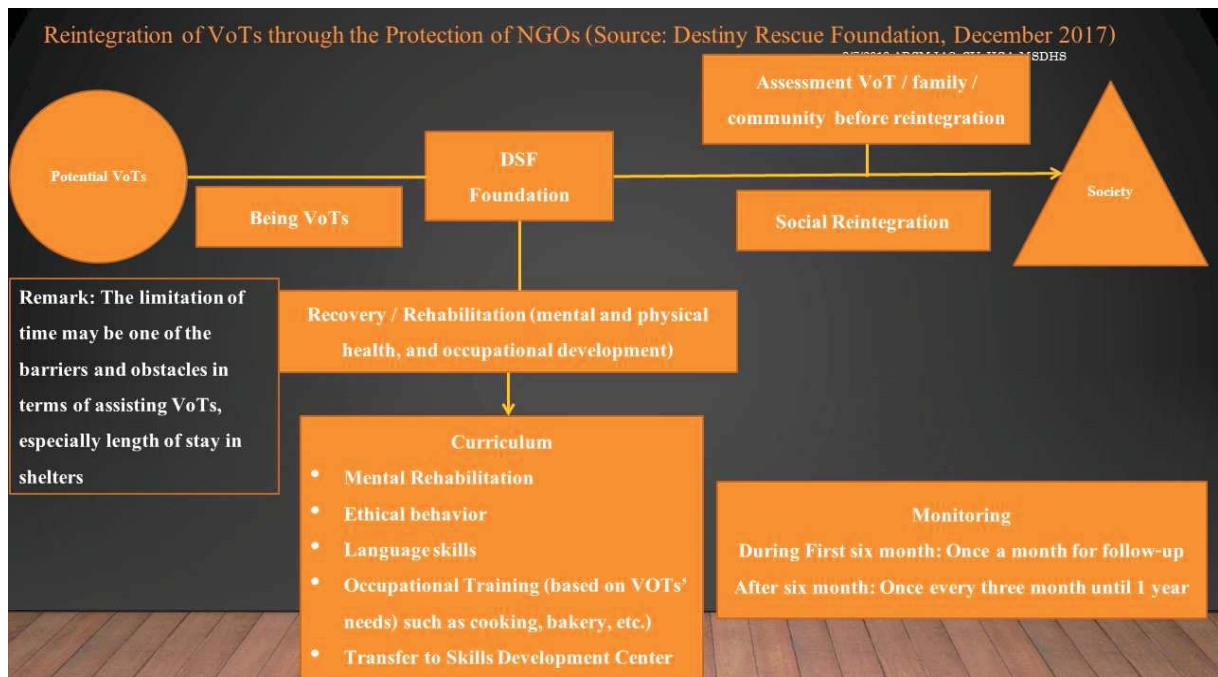 Reintegration of VoTs through the Protection of NGOs (Source: Destiny Rescue Foundation, December 2017)
MSDHS
Assessment VoT / family /
community before reintegration
Potential VoTs
DSF
Foundation
Society
Being VoTs
Social Reintegration
Remark: The limitation of
time may be one of the
barriers and obstacles in
terms of assisting VoTs,
especially length of stay in
shelters
Recovery / Rehabilitation (mental and physical
health, and occupational development)
Curriculum
• Mental Rehabilitation
• Ethical behavior
• Language skills
• Occupational Training (based on VOTs’
needs) such as cooking, bakery, etc.)
• Transfer to Skills Development Center
Monitoring
During First six month: Once a month for follow-up
After six month: Once every three month until 1 year